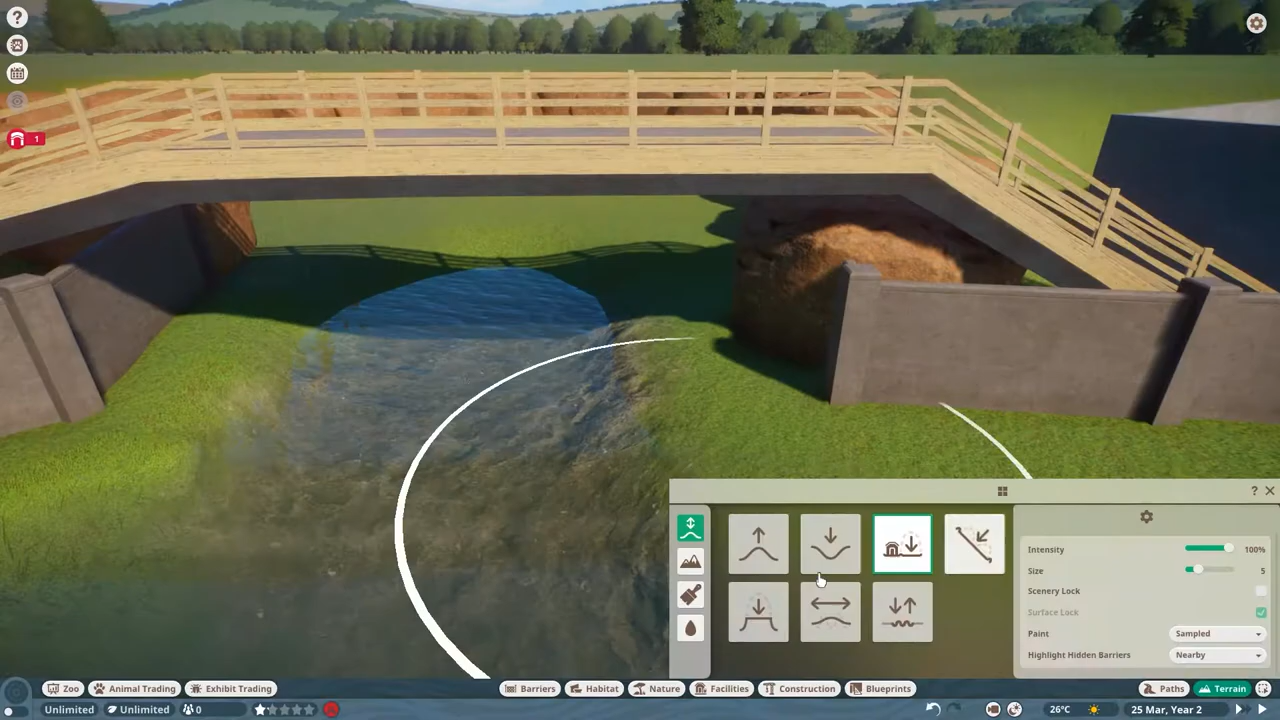 ?
1
? 
Intensity 100%
Size 5
Scenery Lock
Surface Lock
Paint Sampled
Highlight Hidden Barriers Nearby
Zoo Animal Trading Exhibit Trading Barriers Habitat Nature Facilities Construction Blueprints Paths Terrain
Unlimited Unlimited 0 26°C 25 Mar, Year 2